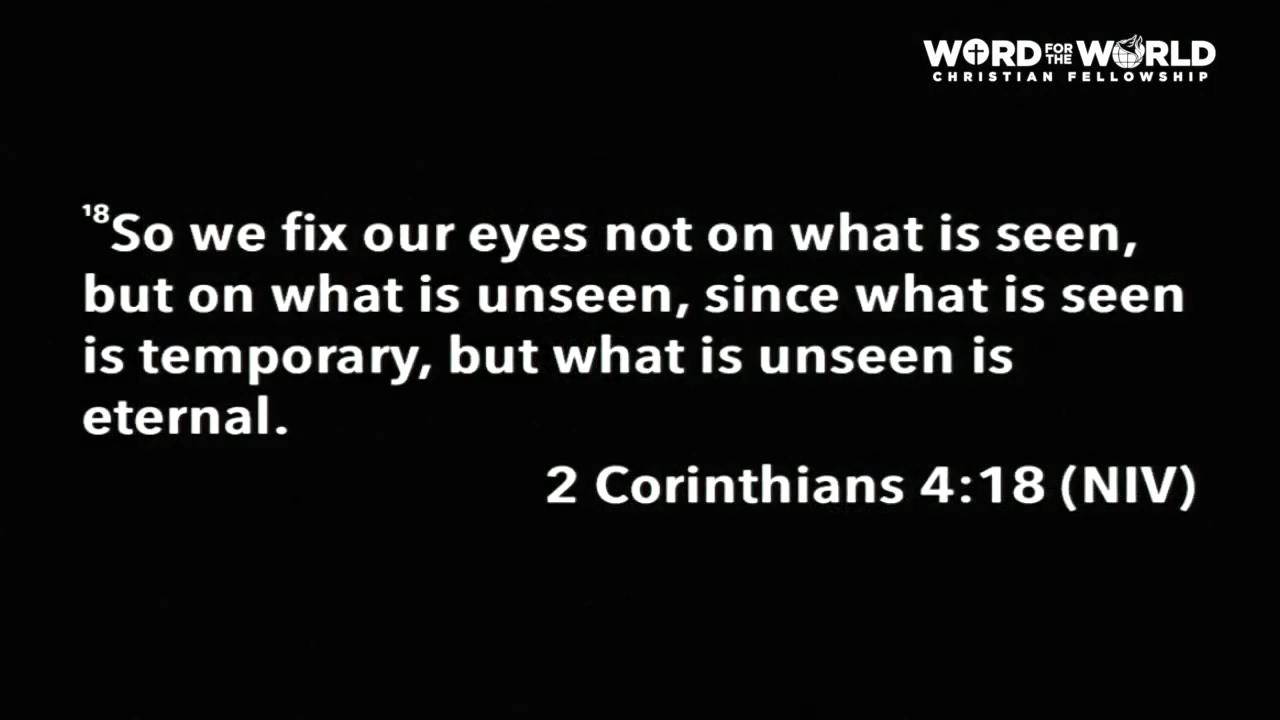 WORD FOR THE WORLD
CHRISTIAN FELLOWSHIP
¹⁸So we fix our eyes not on what is seen,
but on what is unseen, since what is seen
is temporary, but what is unseen is
eternal.
2 Corinthians 4:18 (NIV)